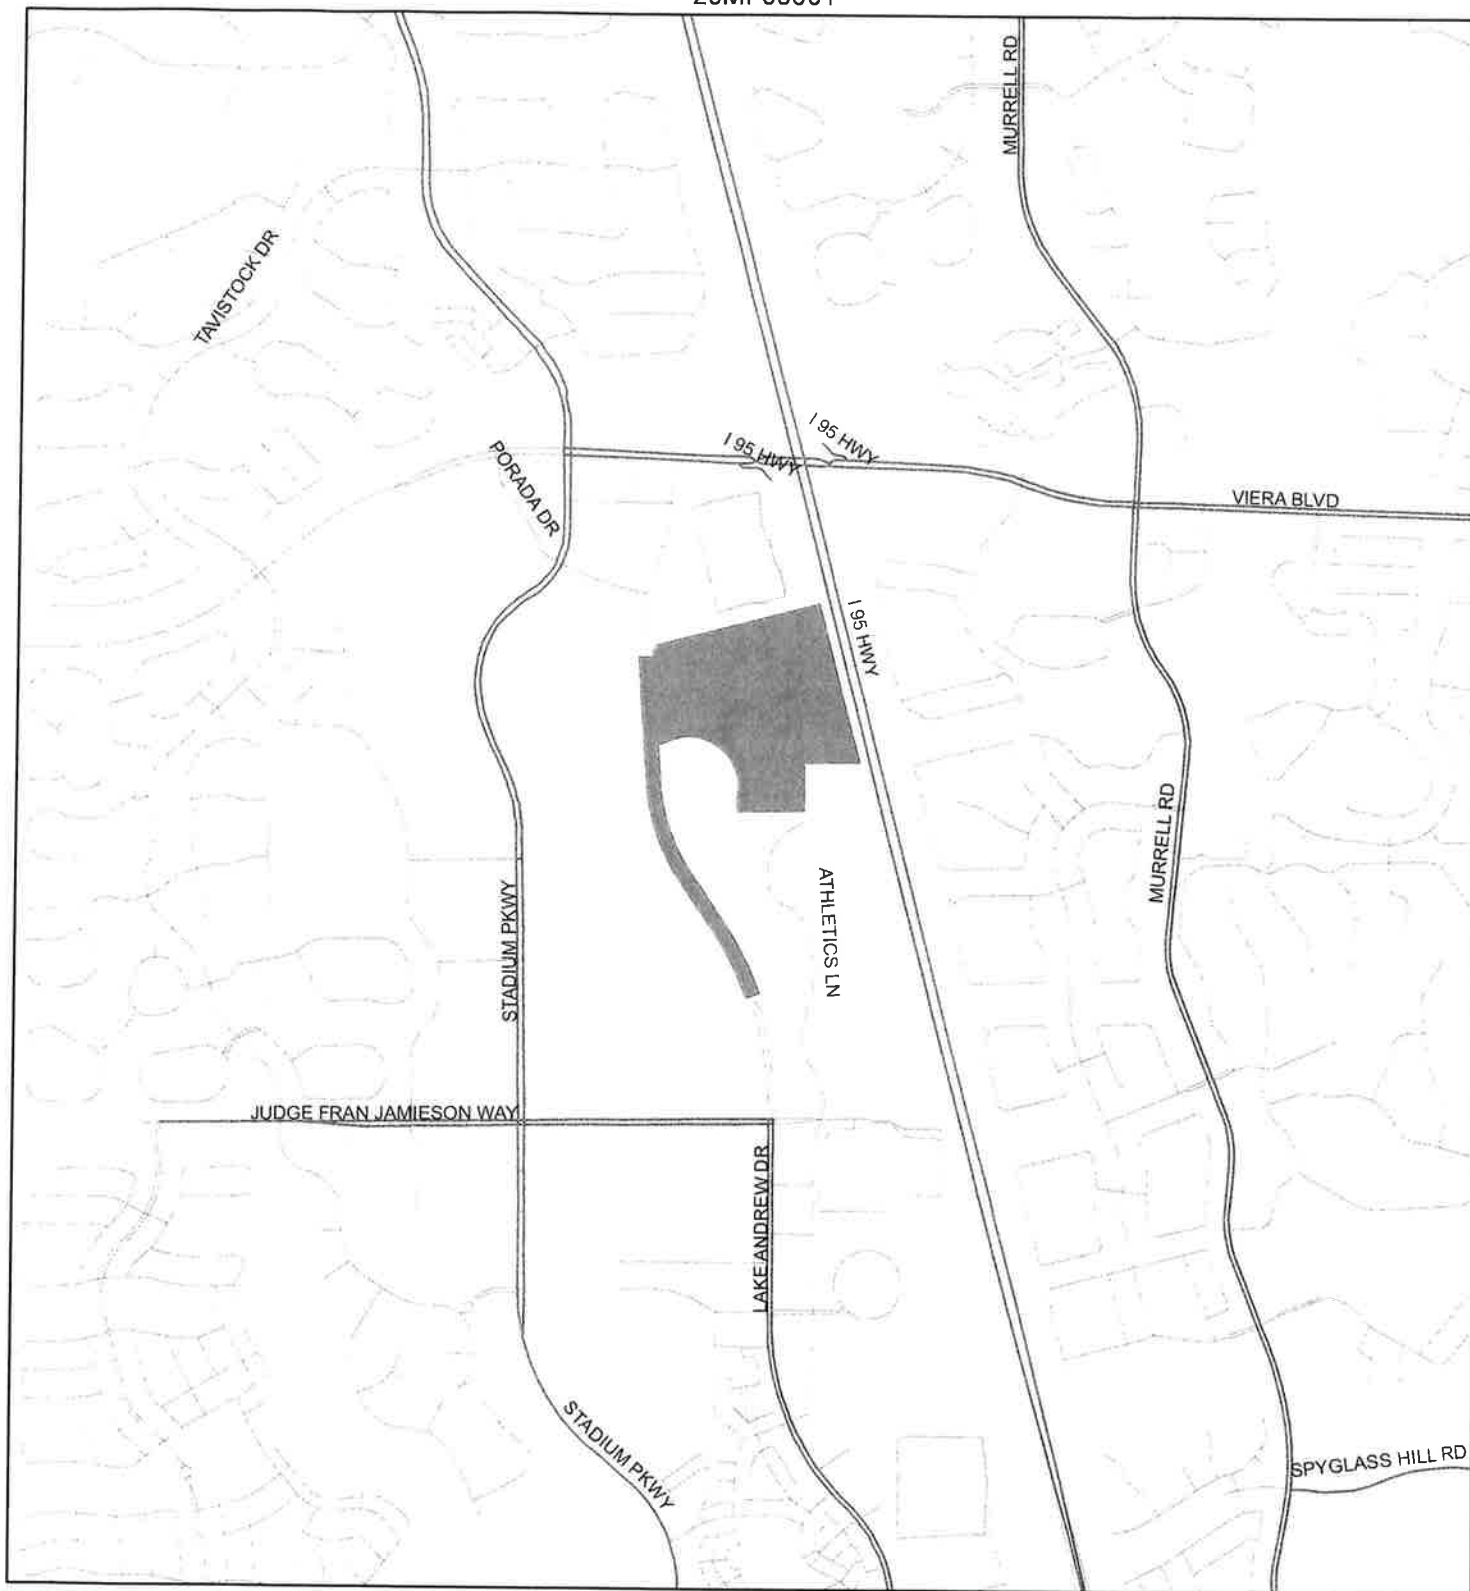 MURRELL RD
TAVISTOCK DR
I 95 HWY
I 95 HWY
PORADA DR
VIERA BLVD
I 95 HWY
MURRELL RD
ATHLETICS LN
STADIUM PKWY
JUDGE FRAN JAMIESON WAY
LAKE ANDREW DR
STADIUM PKWY
SPYGLASS HILL RD